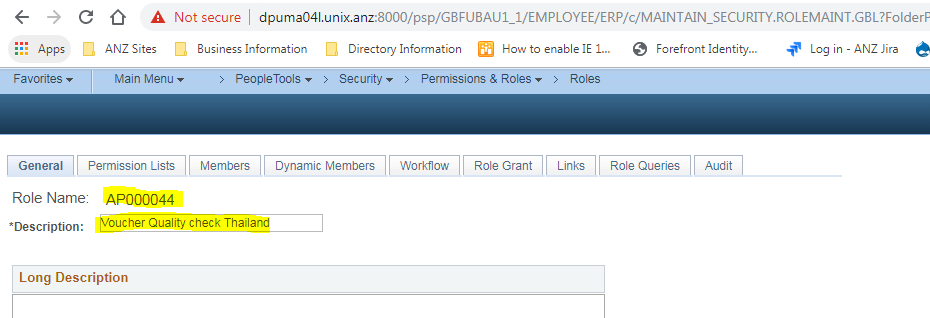 Not secure | dpuma04l.unix.anz:8000/psp/GBFUBAU1_1/EMPLOYEE/ERP/c/MAINTAIN_SECURITY.ROLEMAINT.GBL?FolderP
Apps ANZ Sites Business Information Directory Information How to enable IE 1... Forefront Identity... Log in - ANZ Jira
Favorites Main Menu > PeopleTools > Security > Permissions & Roles > Roles
General Permission Lists Members Dynamic Members Workflow Role Grant Links Role Queries Audit
Role Name: AP000044
*Description: Voucher Quality check Thailand
Long Description